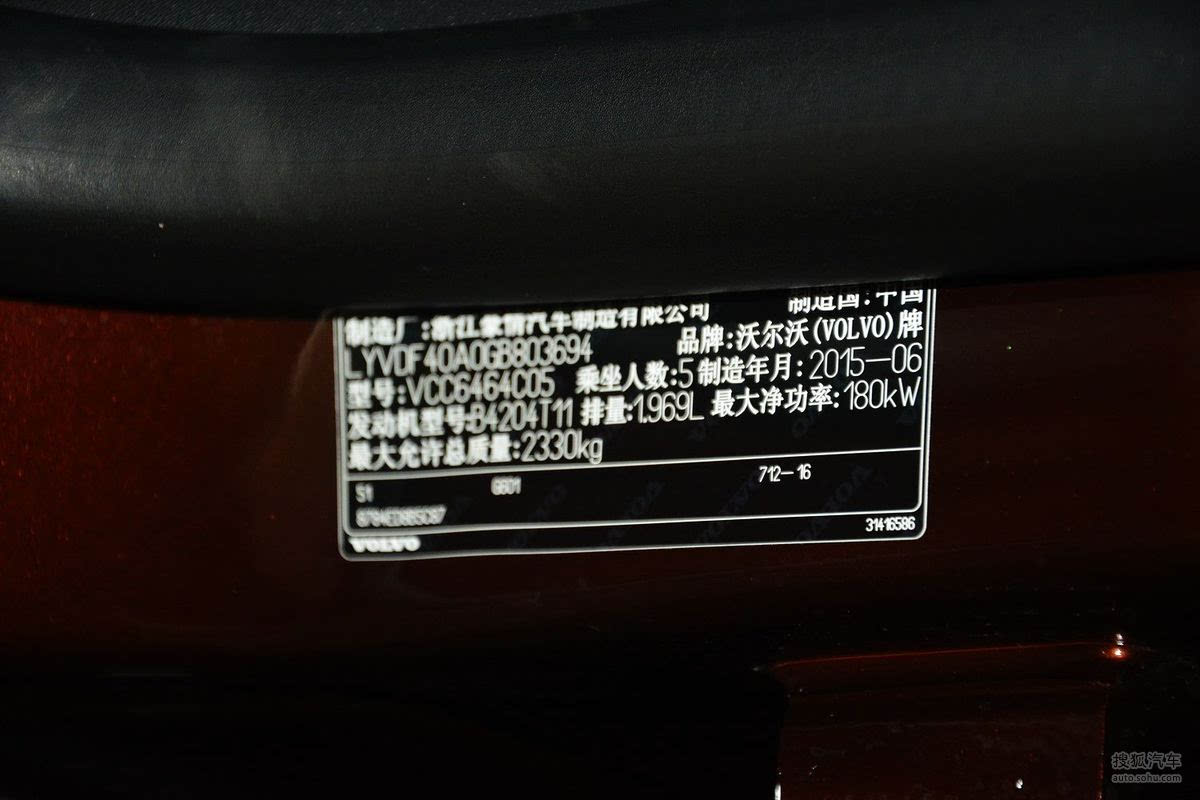 制造厂:浙江豪情汽车制造有限公司 制造国:中国
LYVDF40A0GB803694 品牌:沃尔沃(VOLVO)牌
型号:VCC6464C05 乘坐人数:5 制造年月:2015-06
发动机型号:B4204T11 排量:1.969L 最大净功率:180kW
最大允许总质量:2330kg
S1 GG01 712-16
VOLVO 31416586
搜狐汽车
auto.sohu.com